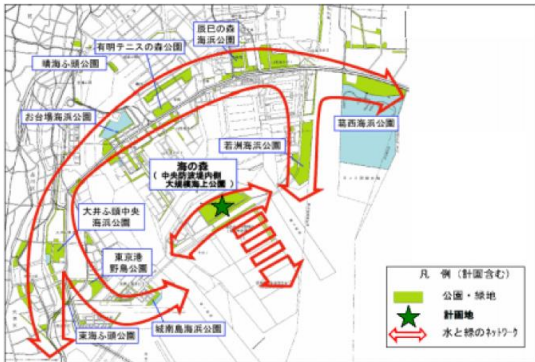 辰巳の森
海浜公園
有明テニスの森公園
晴海ふ頭公園
お台場海浜公園
葛西海浜公園
若洲海浜公園
海の森
(中央防波堤内側
大規模海上公園)
大井ふ頭中央
海浜公園
東京港
野鳥公園
東海ふ頭公園
城南島海浜公園
凡 例 (計画含む)
公園・緑地
計画地
水と緑のネットワーク